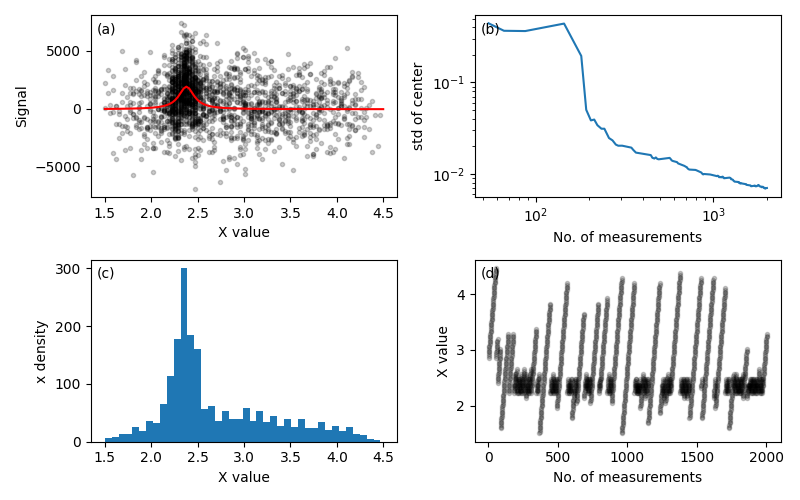 (a)
5000
0
−5000
Signal
1.5 2.0 2.5 3.0 3.5 4.0 4.5
X value
(b)
10⁻¹
10⁻²
std of center
10² 10³
No. of measurements
(c)
300
200
100
0
x density
1.5 2.0 2.5 3.0 3.5 4.0 4.5
X value
(d)
4
3
2
X value
0 500 1000 1500 2000
No. of measurements